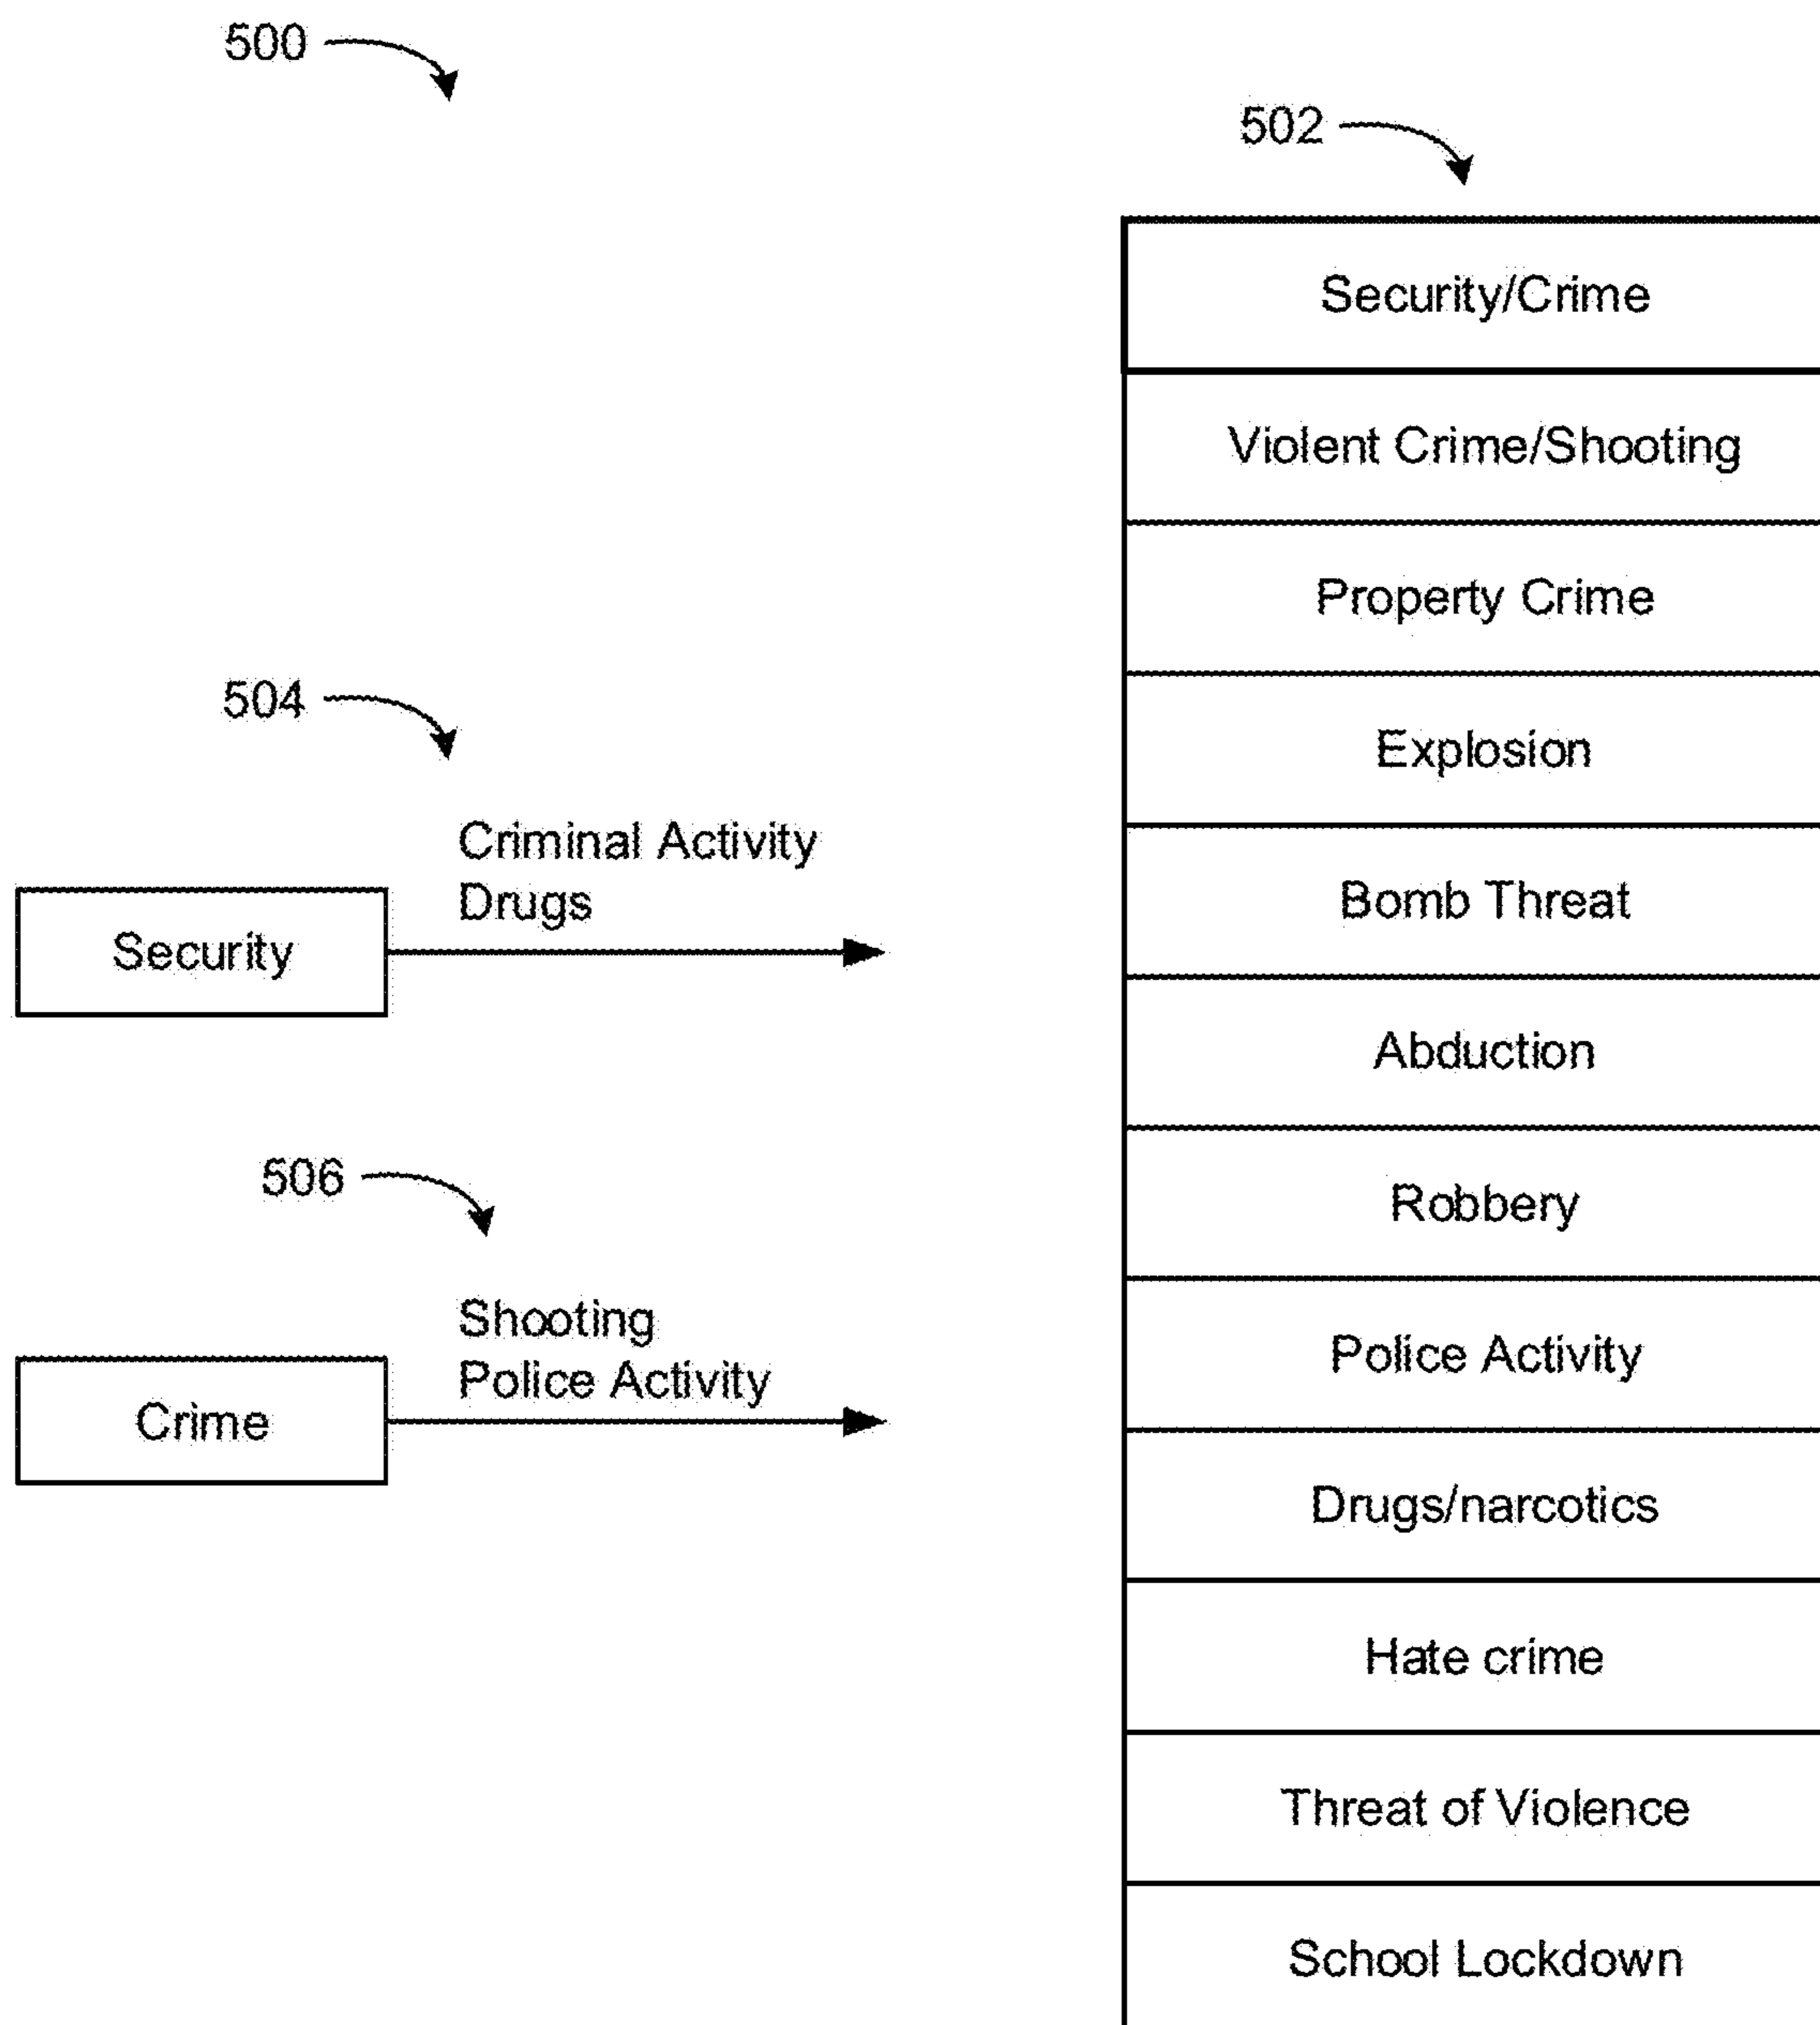 500
502
Security/Crime
Violent Crime/Shooting
Property Crime
Explosion
Bomb Threat
Abduction
Robbery
Police Activity
Drugs/narcotics
Hate crime
Threat of Violence
School Lockdown
504
Criminal Activity
Drugs
Security
506
Shooting
Police Activity
Crime